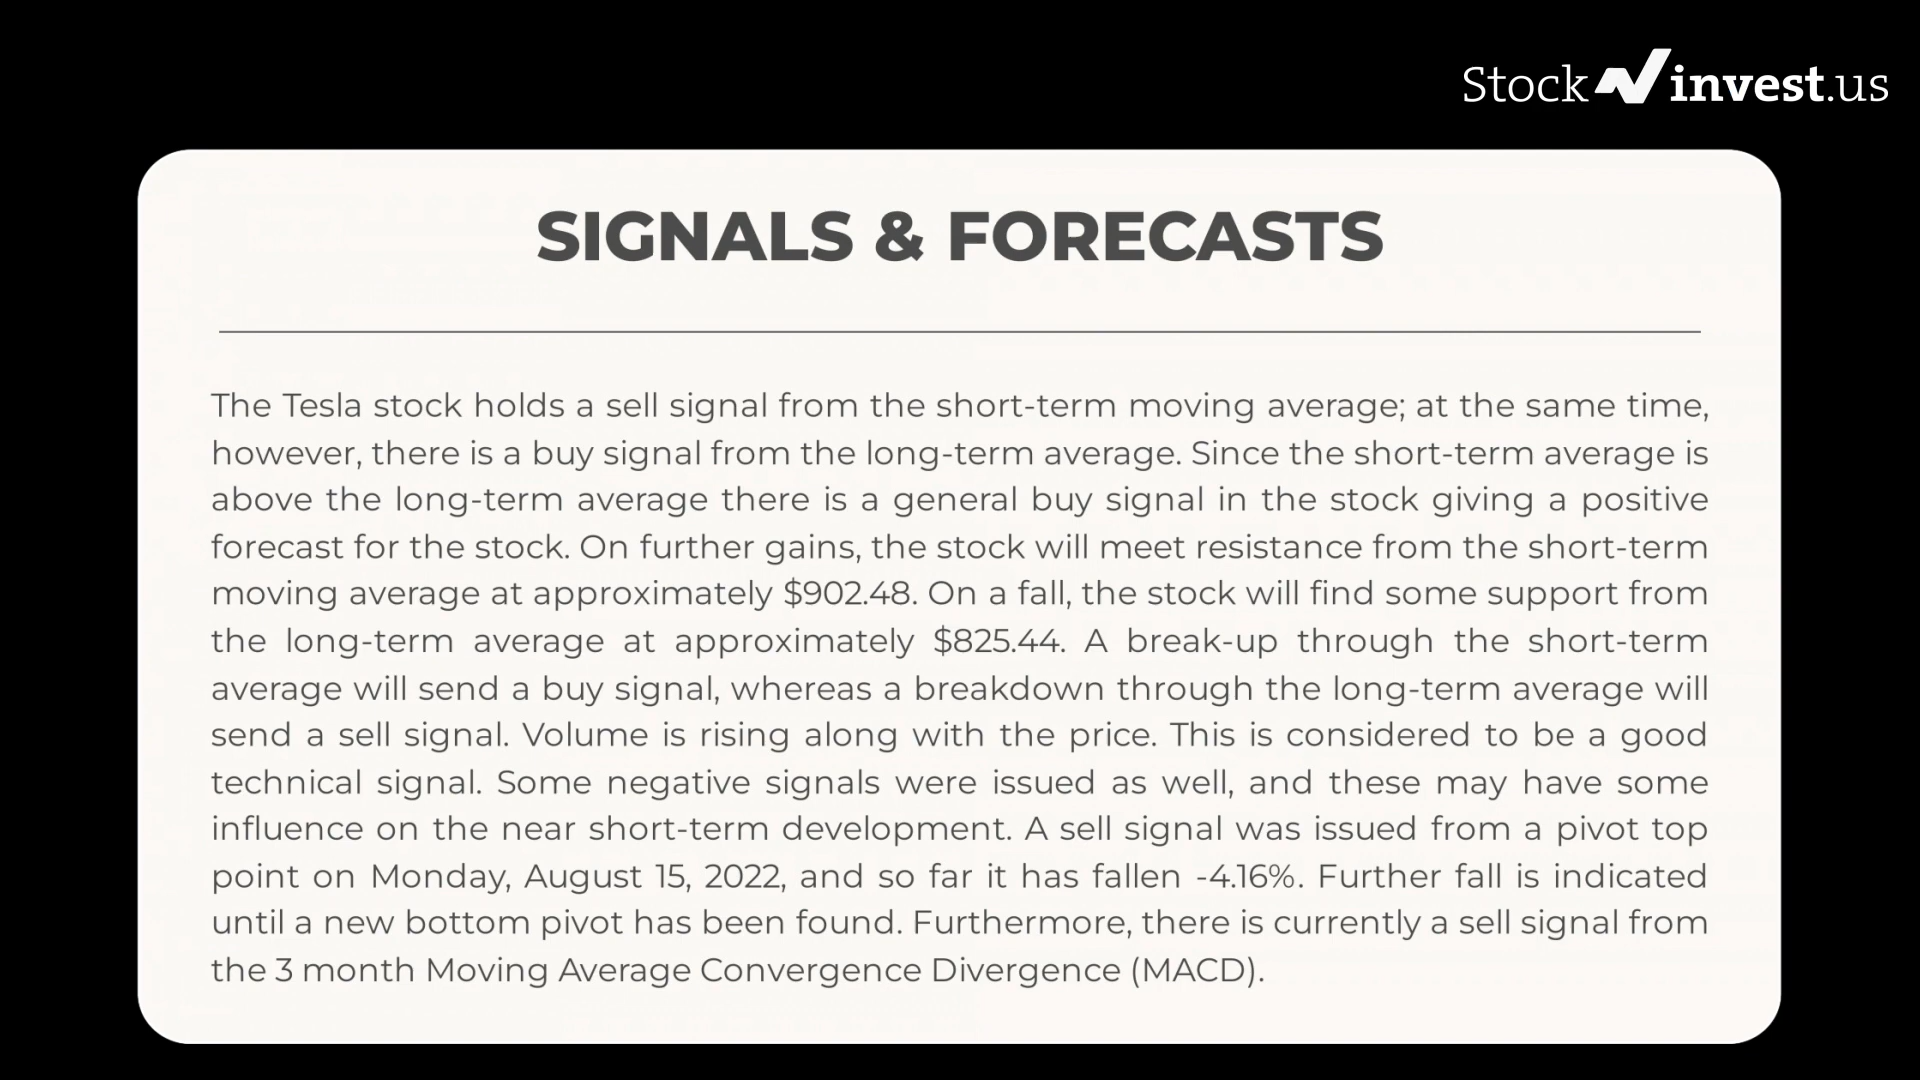 Stock invest.us
SIGNALS & FORECASTS
The Tesla stock holds a sell signal from the short-term moving average; at the same time,
however, there is a buy signal from the long-term average. Since the short-term average is
above the long-term average there is a general buy signal in the stock giving a positive
forecast for the stock. On further gains, the stock will meet resistance from the short-term
moving average at approximately $902.48. On a fall, the stock will find some support from
the long-term average at approximately $825.44. A break-up through the short-term
average will send a buy signal, whereas a breakdown through the long-term average will
send a sell signal. Volume is rising along with the price. This is considered to be a good
technical signal. Some negative signals were issued as well, and these may have some
influence on the near short-term development. A sell signal was issued from a pivot top
point on Monday, August 15, 2022, and so far it has fallen -4.16%. Further fall is indicated
until a new bottom pivot has been found. Furthermore, there is currently a sell signal from
the 3 month Moving Average Convergence Divergence (MACD).